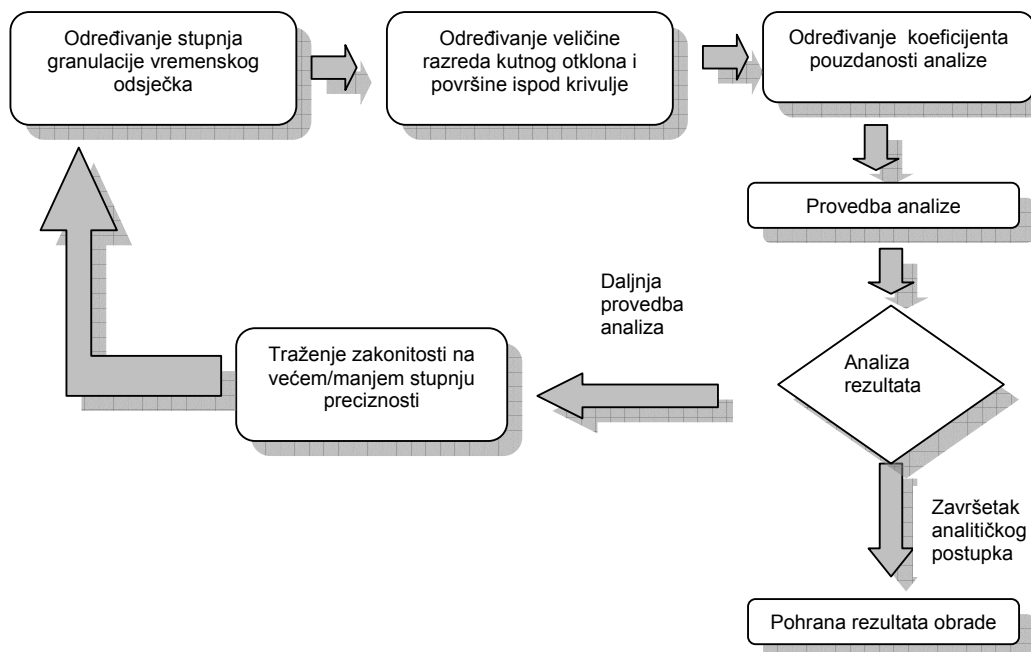 Određivanje stupnja
granulacije vremenskog
odsječka
Određivanje veličine
razreda kutnog otklona i
površine ispod krivulje
Određivanje koeficijenta
pouzdanosti analize
Provedba analize
Analiza
rezultata
Daljnja
provedba
analiza
Traženje zakonitosti na
većem/manjem stupnju
preciznosti
Završetak
analitičkog
postupka
Pohrana rezultata obrade